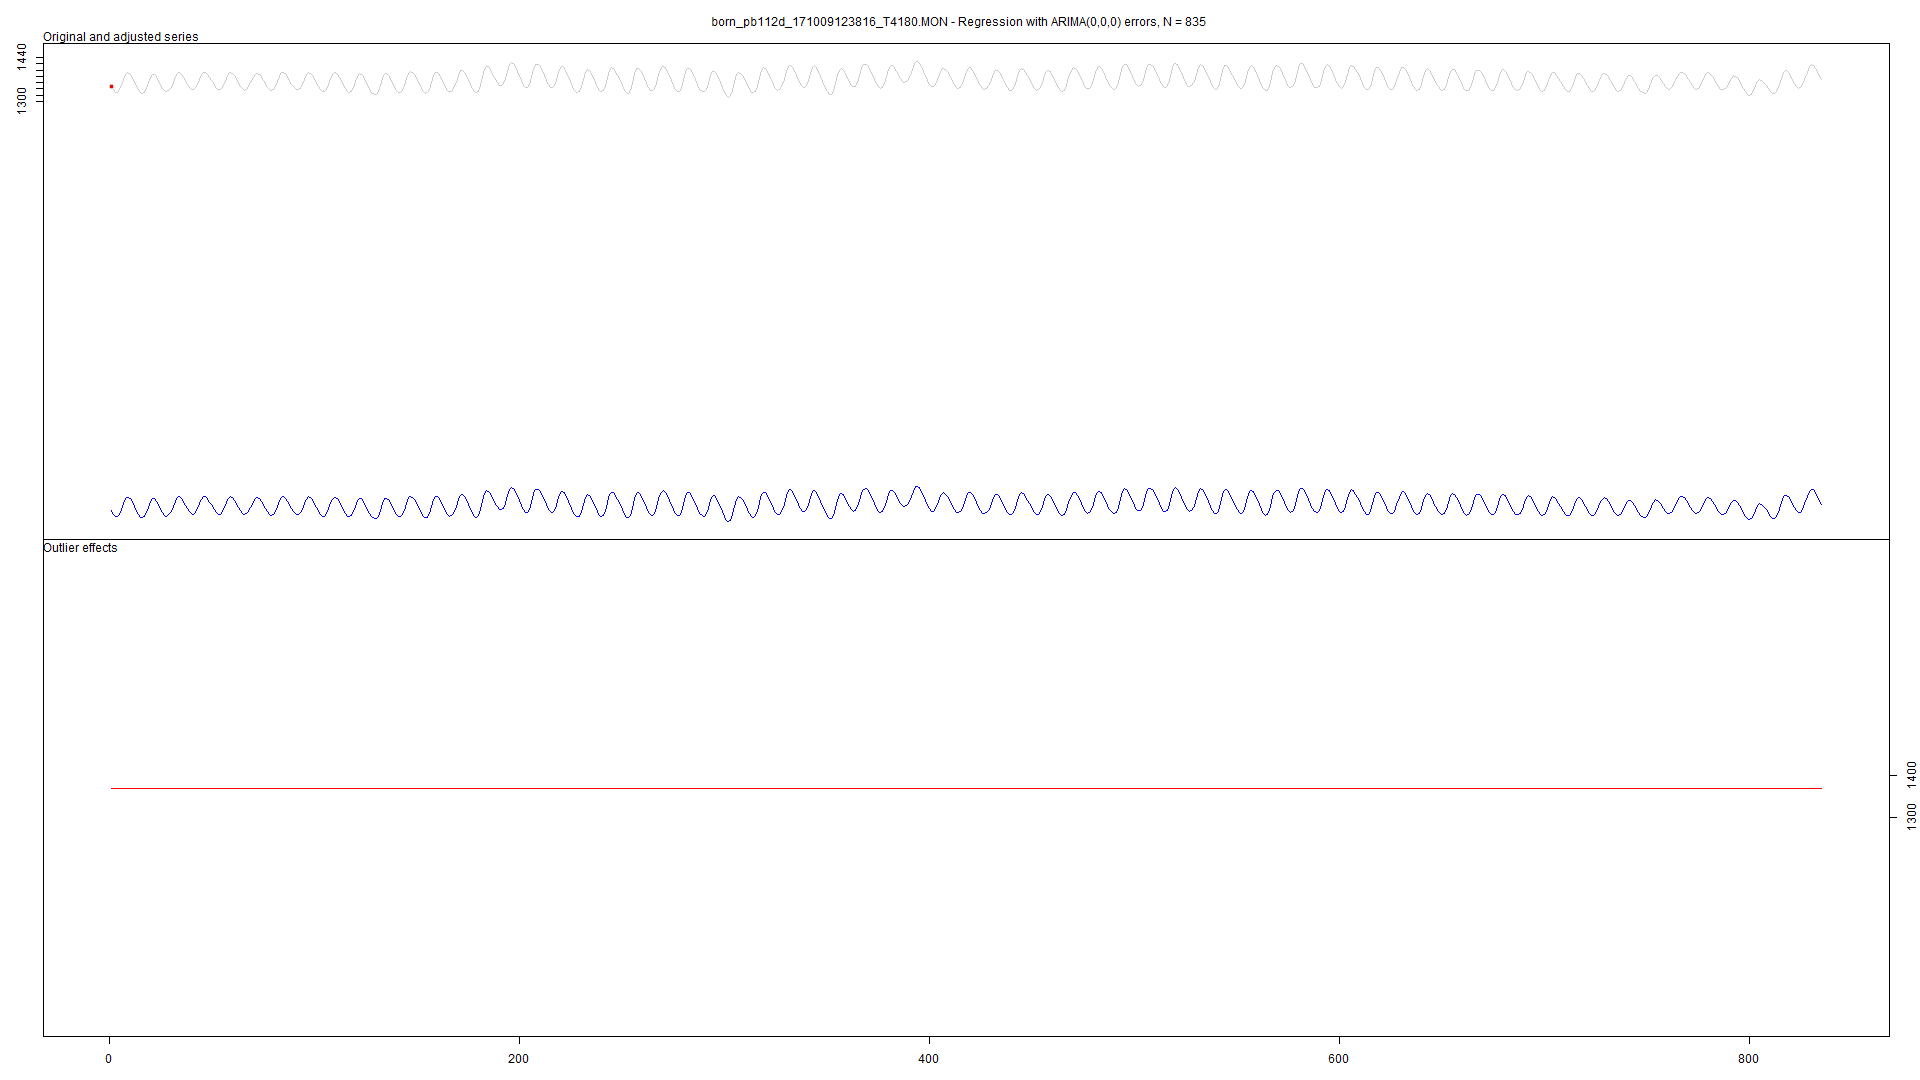 born_pb112d_171009123816_T4180.MON - Regression with ARIMA(0,0,0) errors, N = 835
Original and adjusted series
1440
1300
Outlier effects
1400
1300
0 200 400 600 800